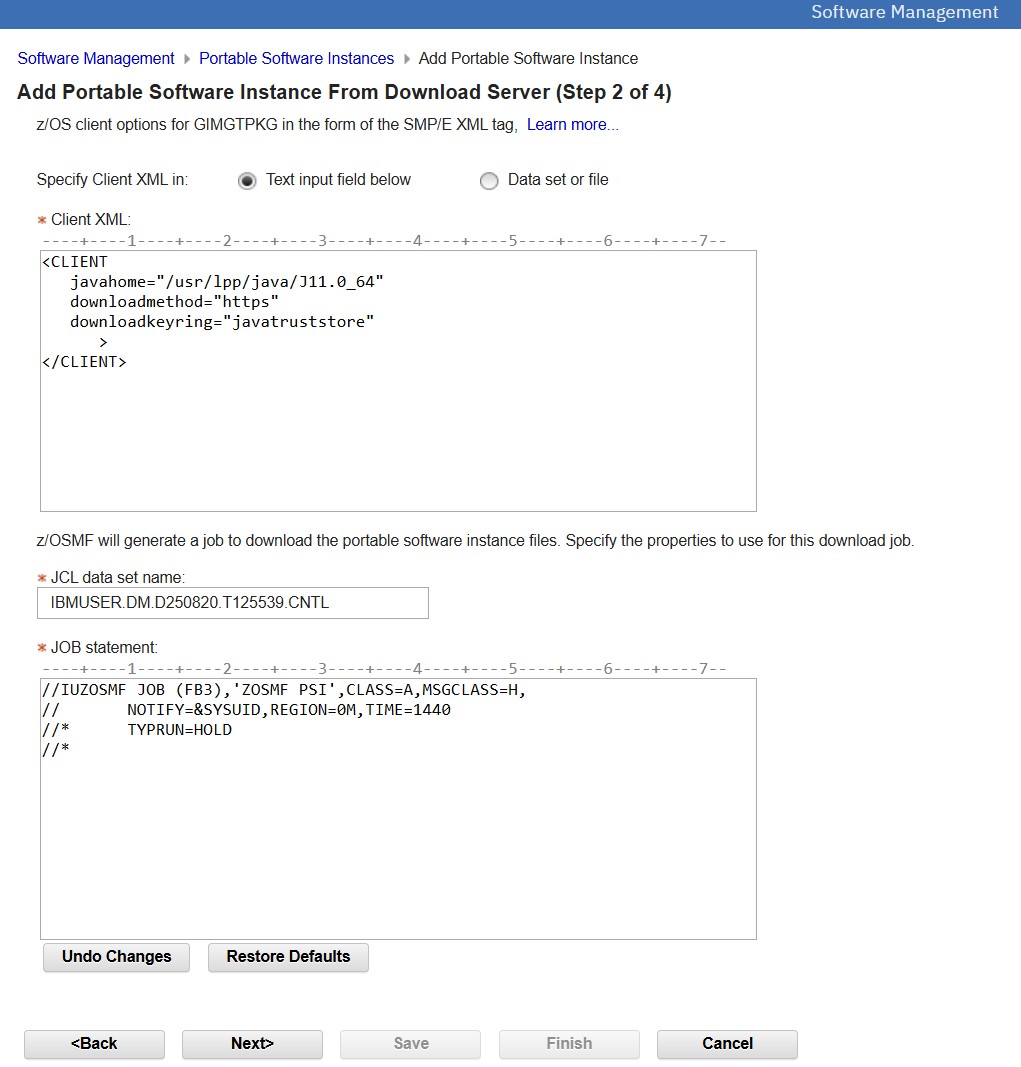 Software Management
Software Management Portable Software Instances Add Portable Software Instance
Add Portable Software Instance From Download Server (Step 2 of 4)
z/OS client options for GIMGTPKG in the form of the SMP/E XML tag, Learn more...
Specify Client XML in: Text input field below Data set or file
* Client XML:
----+----1----+----2----+----3----+----4----+----5----+----6----+----7--
<CLIENT
   javahome="/usr/lpp/java/J11.0_64"
   downloadmethod="https"
   downloadkeyring="javatruststore"
      >
</CLIENT>
z/OSMF will generate a job to download the portable software instance files. Specify the properties to use for this download job.
* JCL data set name:
IBMUSER.DM.D250820.T125539.CNTL
* JOB statement:
----+----1----+----2----+----3----+----4----+----5----+----6----+----7--
//IUZOSMF JOB (FB3),'ZOSMF PSI',CLASS=A,MSGCLASS=H,
//       NOTIFY=&SYSUID,REGION=0M,TIME=1440
//*      TYPRUN=HOLD
//*
Undo Changes Restore Defaults
<Back Next> Save Finish Cancel